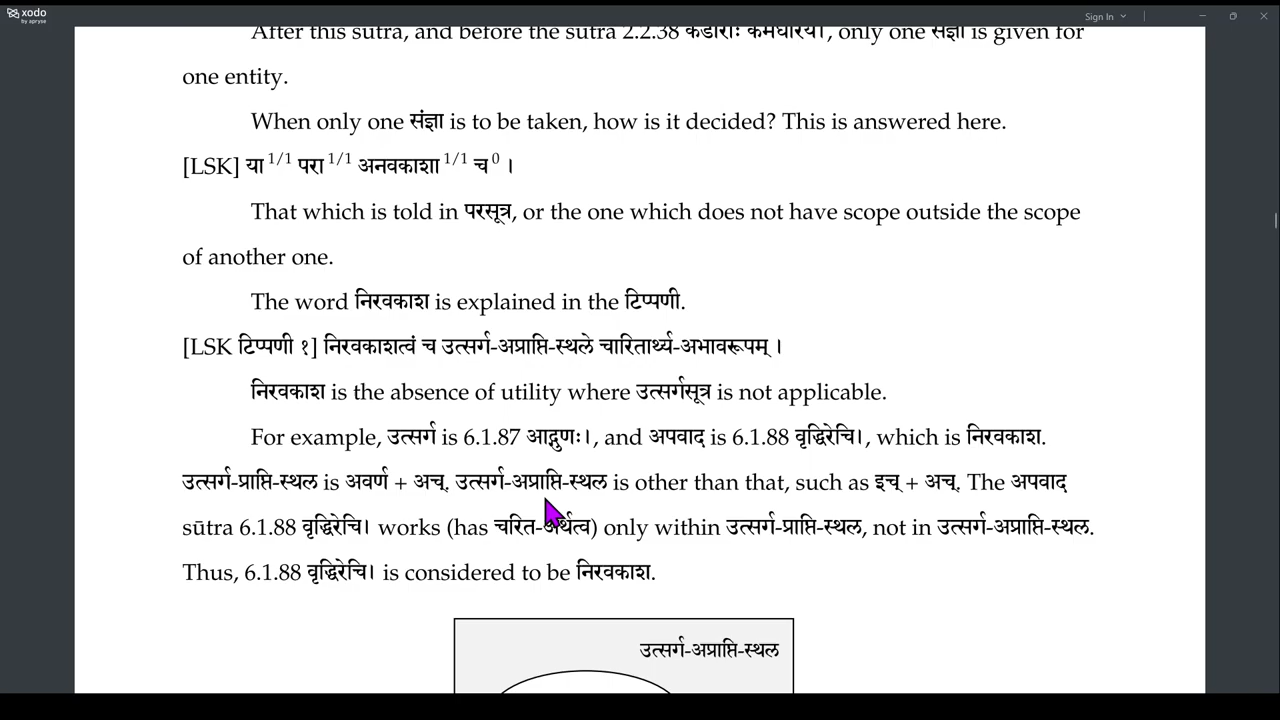 xodo
by apryse
Sign In
After this sūtra, and before the sūtra 2.2.38 कडाराः कर्मधारये।, only one संज्ञा is given for
one entity.
When only one संज्ञा is to be taken, how is it decided? This is answered here.
[LSK] या 1/1 परा 1/1 अनवकाशा 1/1 च 0 ।
That which is told in परसूत्र, or the one which does not have scope outside the scope
of another one.
The word निरवकाश is explained in the टिप्पणी.
[LSK टिप्पणी १] निरवकाशत्वं च उत्सर्ग-अप्राप्ति-स्थले चारितार्थ्य-अभावरूपम् ।
निरवकाश is the absence of utility where उत्सर्गसूत्र is not applicable.
For example, उत्सर्ग is 6.1.87 आद्गुणः।, and अपवाद is 6.1.88 वृद्धिरेचि।, which is निरवकाश.
उत्सर्ग-प्राप्ति-स्थल is अवर्ण + अच्. उत्सर्ग-अप्राप्ति-स्थल is other than that, such as इच् + अच्. The अपवाद
sūtra 6.1.88 वृद्धिरेचि। works (has चरित-अर्थत्व) only within उत्सर्ग-प्राप्ति-स्थल, not in उत्सर्ग-अप्राप्ति-स्थल.
Thus, 6.1.88 वृद्धिरेचि। is considered to be निरवकाश.
उत्सर्ग-अप्राप्ति-स्थल